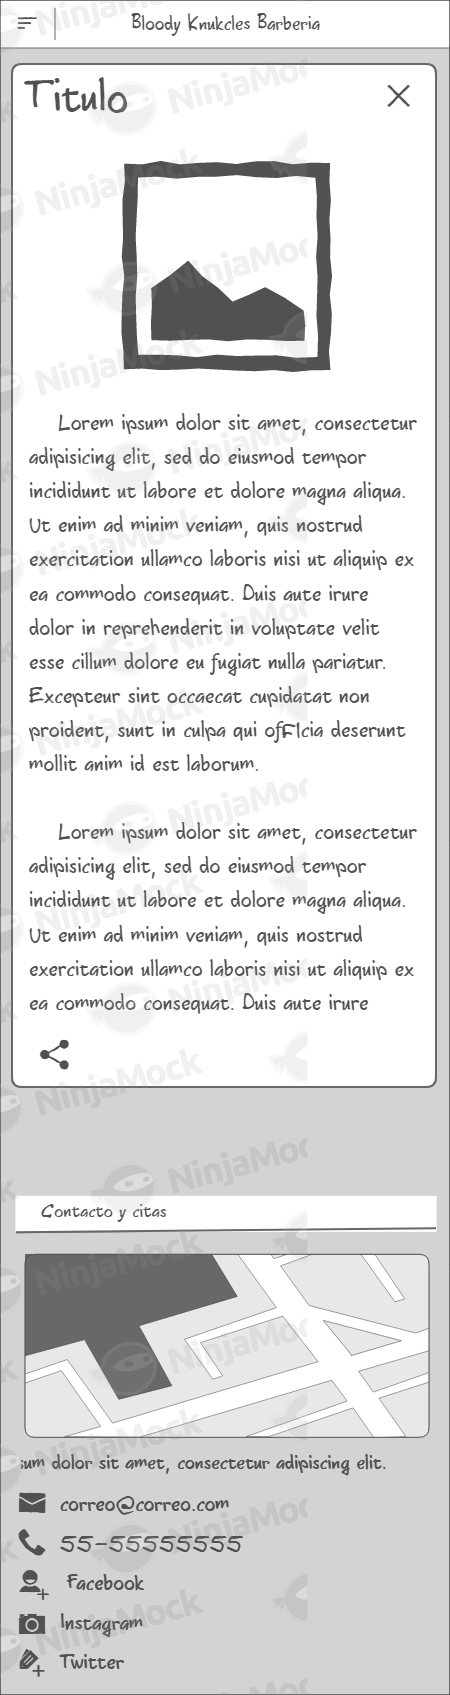 Bloody Knukcles Barberia
Titulo
Lorem ipsum dolor sit amet, consectetur
adipisicing elit, sed do eiusmod tempor
incididunt ut labore et dolore magna aliqua.
Ut enim ad minim veniam, quis nostrud
exercitation ullamco laboris nisi ut aliquip ex
ea commodo consequat. Duis aute irure
dolor in reprehenderit in voluptate velit
esse cillum dolore eu fugiat nulla pariatur.
Excepteur sint occaecat cupidatat non
proident, sunt in culpa qui officia deserunt
mollit anim id est laborum.
Lorem ipsum dolor sit amet, consectetur
adipisicing elit, sed do eiusmod tempor
incididunt ut labore et dolore magna aliqua.
Ut enim ad minim veniam, quis nostrud
exercitation ullamco laboris nisi ut aliquip ex
ea commodo consequat. Duis aute irure
Contacto y citas
sum dolor sit amet, consectetur adipiscing elit.
correo@correo.com
55-55555555
Facebook
Instagram
Twitter
NinjaMock